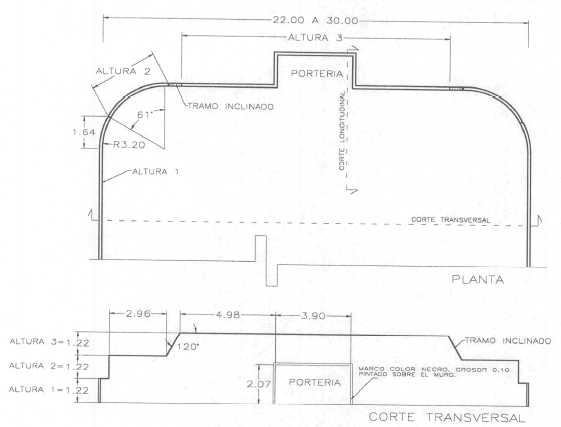 22.00 A 30.00
ALTURA 3
PORTERIA
ALTURA 2
TRAMO INCLINADO
61°
1.64
R3.20
CORTE LONGITUDINAL
ALTURA 1
CORTE TRANSVERSAL
PLANTA
2.96
4.98
3.90
ALTURA 3=1.22
120°
TRAMO INCLINADO
ALTURA 2=1.22
MARCO COLOR NEGRO, GROSOR 0.10
PINTADO SOBRE EL MURO.
2.07
PORTERIA
ALTURA 1=1.22
CORTE TRANSVERSAL